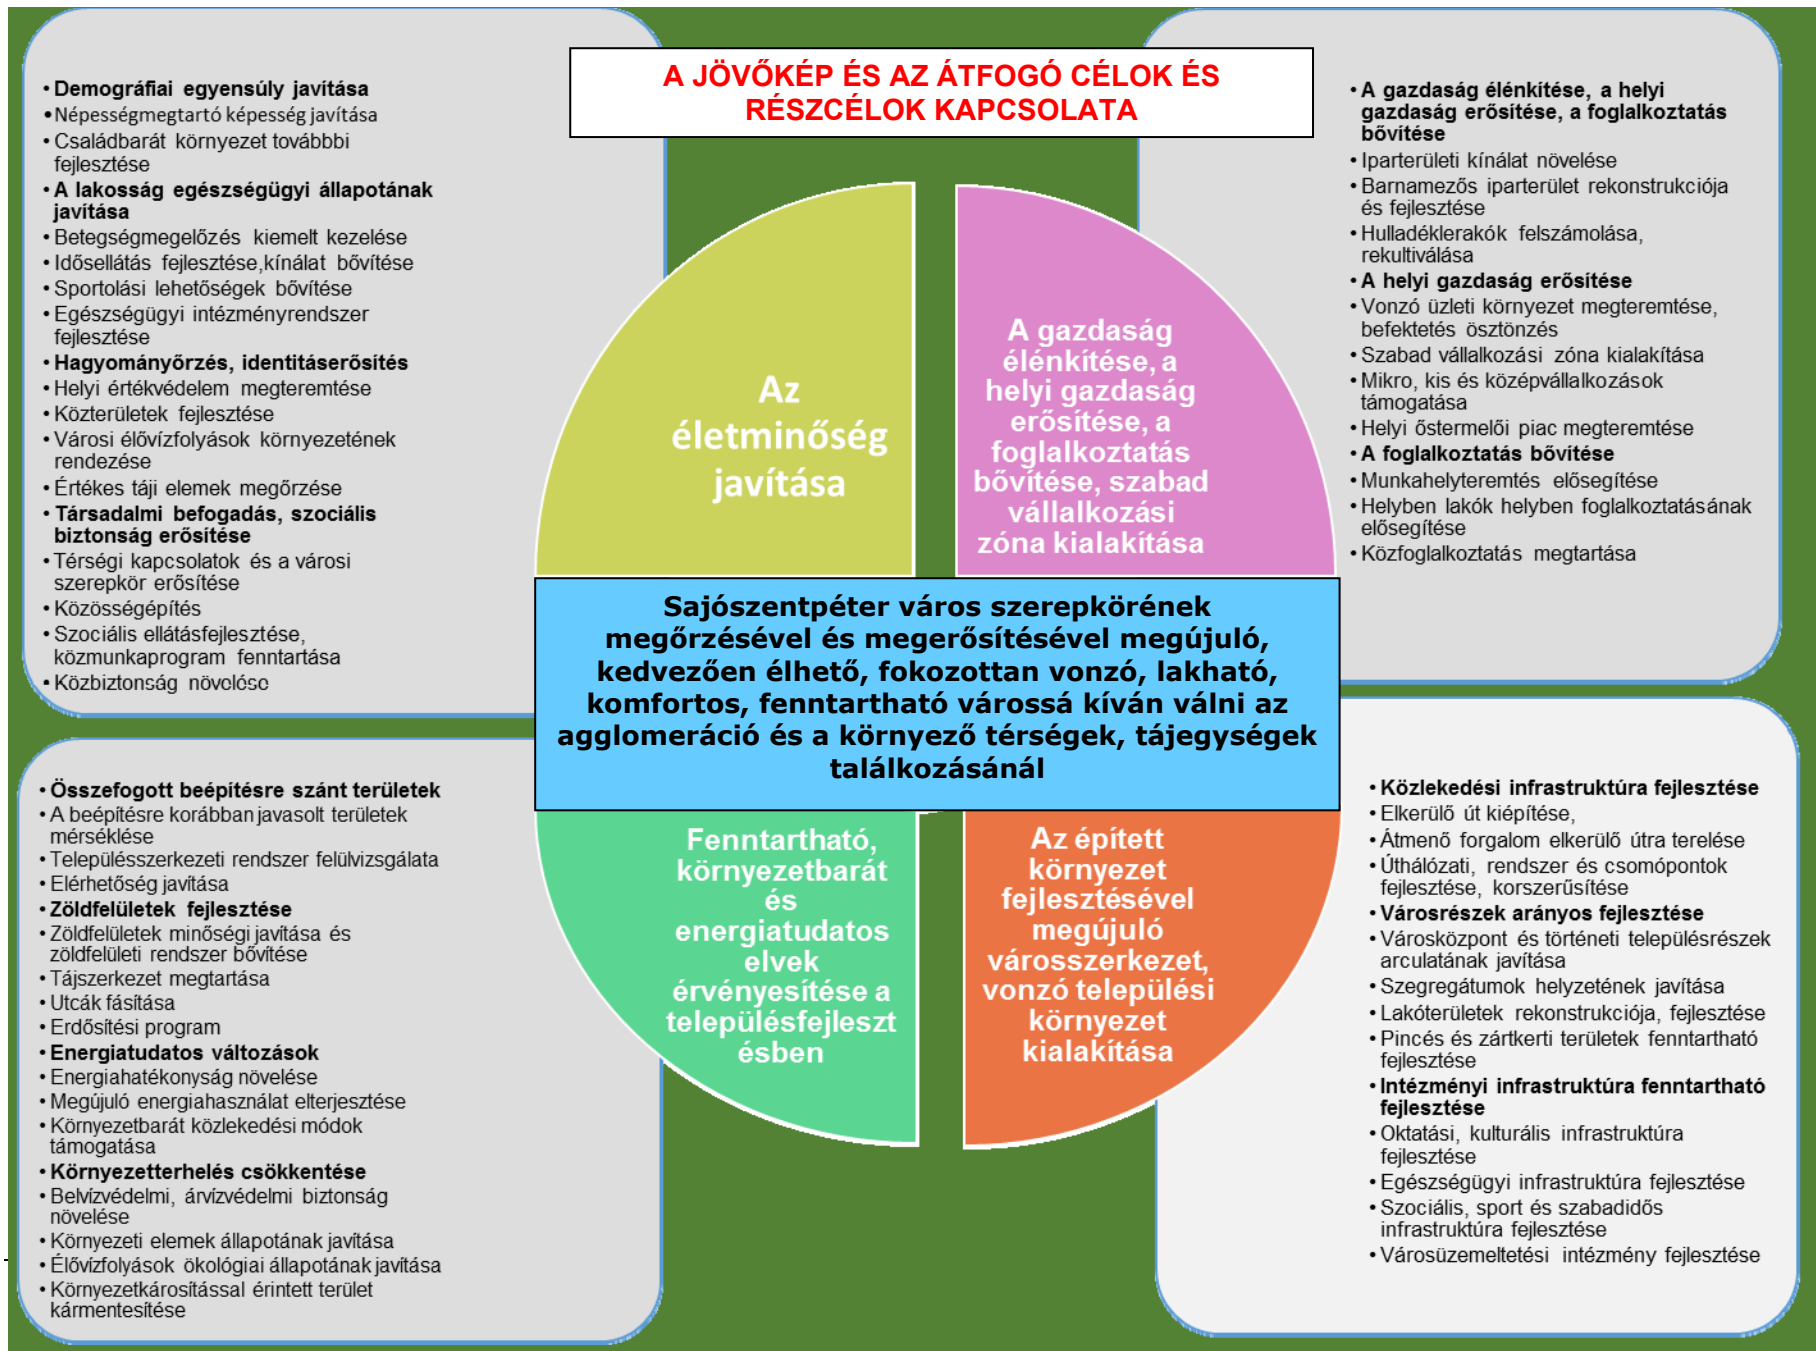 A JÖVŐKÉP ÉS AZ ÁTFOGÓ CÉLOK ÉS
RÉSZCÉLOK KAPCSOLATA
• Demográfiai egyensúly javítása
• Népességmegtartó képesség javítása
• Családbarát környezet továbbbi
fejlesztése
• A lakosság egészségügyi állapotának
javítása
• Betegségmegelőzés kiemelt kezelése
• Idősellátás fejlesztése,kínálat bővítése
• Sportolási lehetőségek bővítése
• Egészségügyi intézményrendszer
fejlesztése
• Hagyományőrzés, identitáserősítés
• Helyi értékvédelem megteremtése
• Közterületek fejlesztése
• Városi élővízfolyások környezetének
rendezése
• Értékes táji elemek megőrzése
• Társadalmi befogadás, szociális
biztonság erősítése
• Térségi kapcsolatok és a városi
szerepkör erősítése
• Közösségépítés
• Szociális ellátásfejlesztése,
közmunkaprogram fenntartása
• Közbiztonság növelése
Az
életminőség
javítása
A gazdaság
élénkítése, a
helyi gazdaság
erősítése, a
foglalkoztatás
bővítése, szabad
vállalkozási
zóna kialakítása
• A gazdaság élénkítése, a helyi
gazdaság erősítése, a foglalkoztatás
bővítése
• Iparterületi kínálat növelése
• Barnamezős iparterület rekonstrukciója
és fejlesztése
• Hulladéklerakók felszámolása,
rekultiválása
• A helyi gazdaság erősítése
• Vonzó üzleti környezet megteremtése,
befektetés ösztönzés
• Szabad vállalkozási zóna kialakítása
• Mikro, kis és középvállalkozások
támogatása
• Helyi őstermelői piac megteremtése
• A foglalkoztatás bővítése
• Munkahelyteremtés elősegítése
• Helyben lakók helyben foglalkoztatásának
elősegítése
• Közfoglalkoztatás megtartása
Sajószentpéter város szerepkörének
megőrzésével és megerősítésével megújuló,
kedvezően élhető, fokozottan vonzó, lakható,
komfortos, fenntartható várossá kíván válni az
agglomeráció és a környező térségek, tájegységek
találkozásánál
• Összefogott beépítésre szánt területek
• A beépítésre korábban javasolt területek
mérséklése
• Településszerkezeti rendszer felülvizsgálata
• Elérhetőség javítása
• Zöldfelületek fejlesztése
• Zöldfelületek minőségi javítása és
zöldfelületi rendszer bővítése
• Tájszerkezet megtartása
• Utcák fásítása
• Erdősítési program
• Energiatudatos változások
• Energiahatékonyság növelése
• Megújuló energiahasználat elterjesztése
• Környezetbarát közlekedési módok
támogatása
• Környezetterhelés csökkentése
• Belvízvédelmi, árvízvédelmi biztonság
növelése
• Környezeti elemek állapotának javítása
• Élővízfolyások ökológiai állapotának javítása
• Környezetkárosítással érintett terület
kármentesítése
Fenntartható,
környezetbarát
és
energiatudatos
elvek
érvényesítése a
településfejleszt
ésben
Az épített
környezet
fejlesztésével
megújuló
városszerkezet,
vonzó települési
környezet
kialakítása
• Közlekedési infrastruktúra fejlesztése
• Elkerülő út kiépítése,
• Átmenő forgalom elkerülő útra terelése
• Úthálózati, rendszer és csomópontok
fejlesztése, korszerűsítése
• Városrészek arányos fejlesztése
• Városközpont és történeti településrészek
arculatának javítása
• Szegregátumok helyzetének javítása
• Lakóterületek rekonstrukciója, fejlesztése
• Pincés és zártkerti területek fenntartható
fejlesztése
• Intézményi infrastruktúra fenntartható
fejlesztése
• Oktatási, kulturális infrastruktúra
fejlesztése
• Egészségügyi infrastruktúra fejlesztése
• Szociális, sport és szabadidős
infrastruktúra fejlesztése
• Városüzemeltetési intézmény fejlesztése